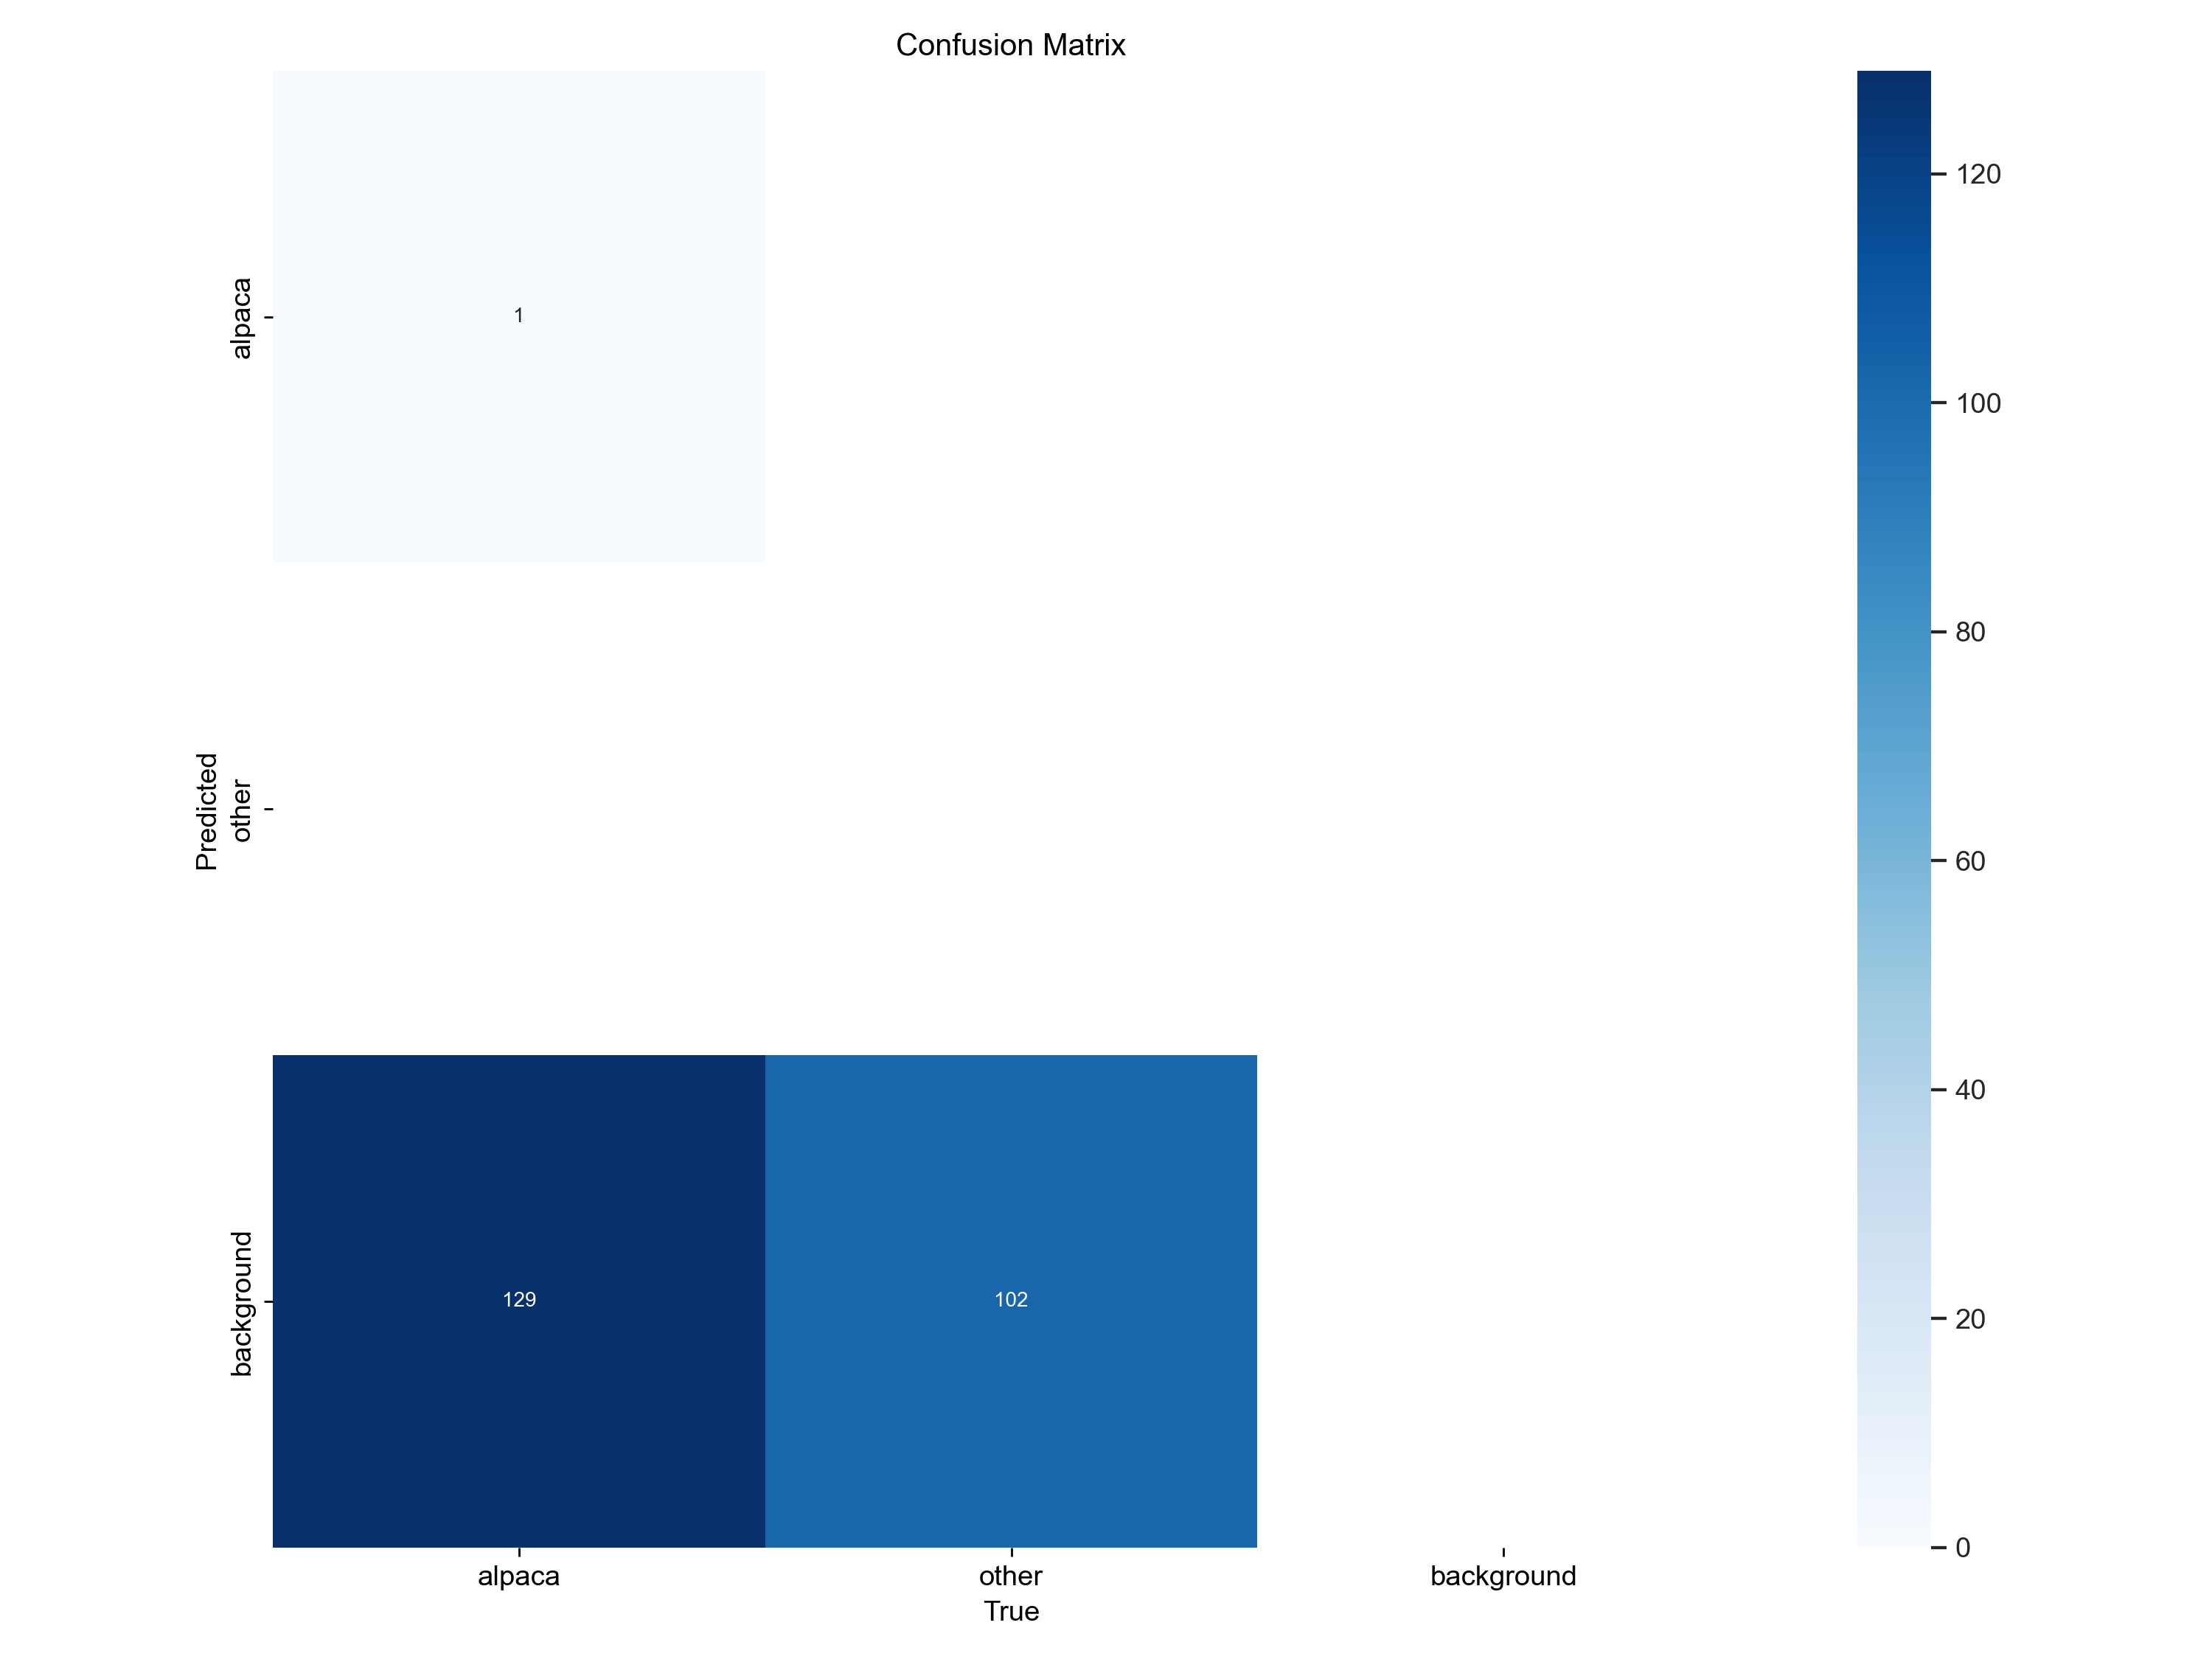 Confusion Matrix
alpaca
1
Predicted
other
background
129
102
alpaca
other
background
True
120
100
80
60
40
20
0